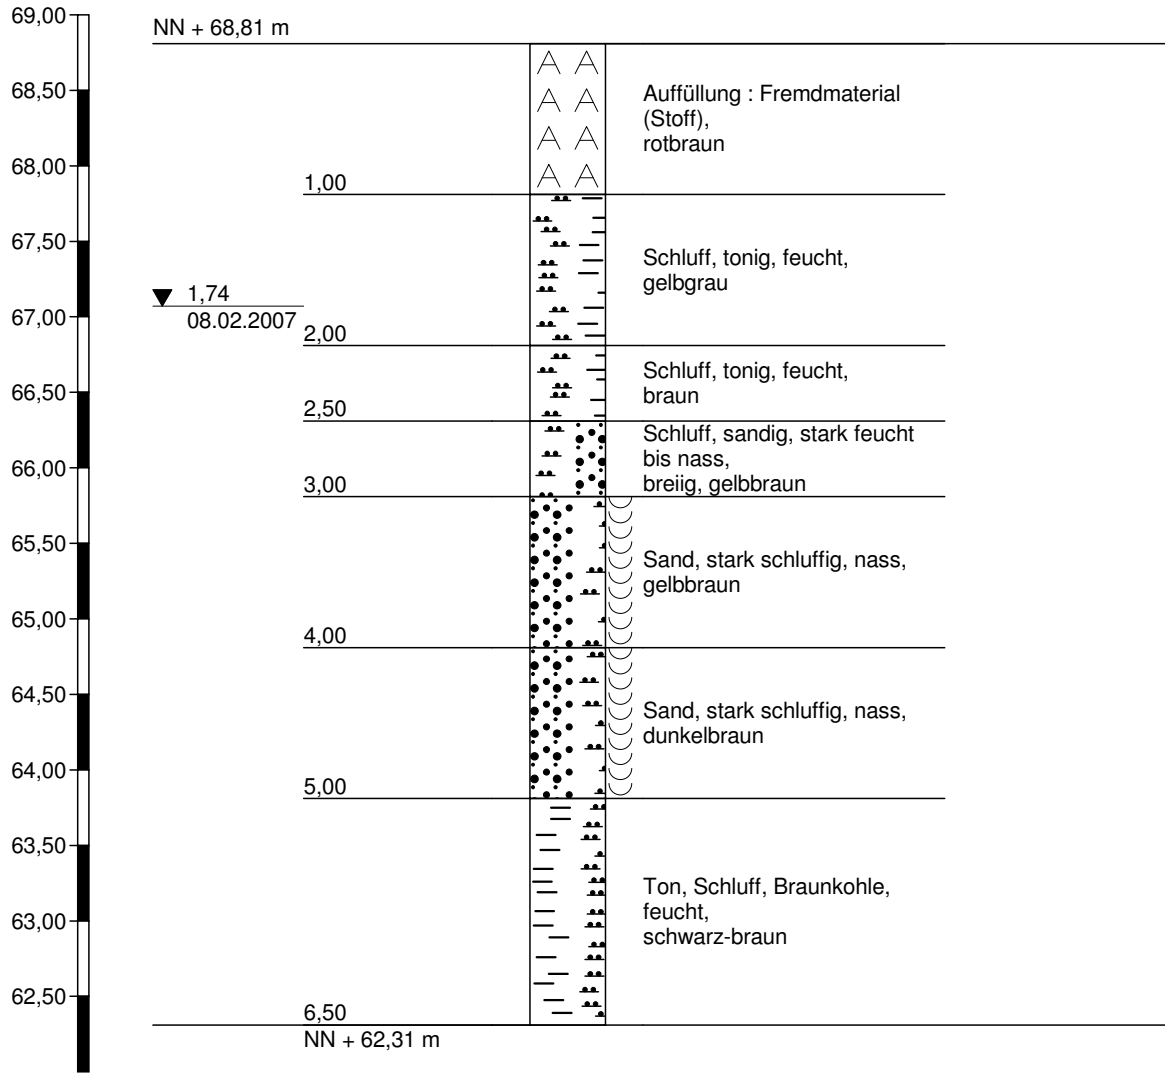 69,00
NN + 68,81 m
68,50
Auffüllung : Fremdmaterial
(Stoff),
rotbraun
68,00
1,00
67,50
Schluff, tonig, feucht,
gelbgrau
1,74
08.02.2007
67,00
2,00
66,50
Schluff, tonig, feucht,
braun
2,50
Schluff, sandig, stark feucht
bis nass,
breiig, gelbbraun
66,00
3,00
65,50
Sand, stark schluffig, nass,
gelbbraun
65,00
4,00
64,50
Sand, stark schluffig, nass,
dunkelbraun
64,00
5,00
63,50
Ton, Schluff, Braunkohle,
feucht,
schwarz-braun
63,00
62,50
6,50
NN + 62,31 m
A A
A A
A A
A A